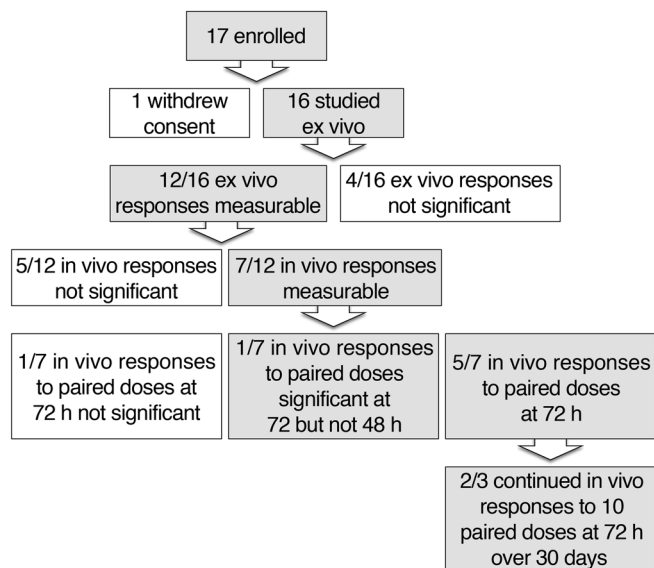 17 enrolled
1 withdrew
consent
16 studied
ex vivo
12/16 ex vivo
responses measurable
4/16 ex vivo responses
not significant
5/12 in vivo responses
not significant
7/12 in vivo responses
measurable
1/7 in vivo responses
to paired doses at
72 h not significant
1/7 in vivo responses
to paired doses
significant at
72 but not 48 h
5/7 in vivo responses
to paired doses
at 72 h
2/3 continued in vivo
responses to 10
paired doses at 72 h
over 30 days